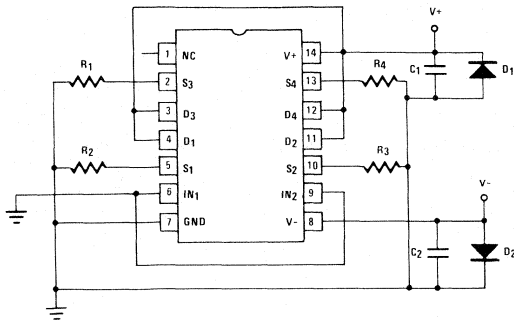 V+
1 NC V+ 14
R1 2 S3 S4 13 R4 C1 D1
3 D3 D4 12
4 D1 D2 11
R2 5 S1 S2 10 R3
6 IN1 IN2 9 V-
7 GND V- 8
C2 D2